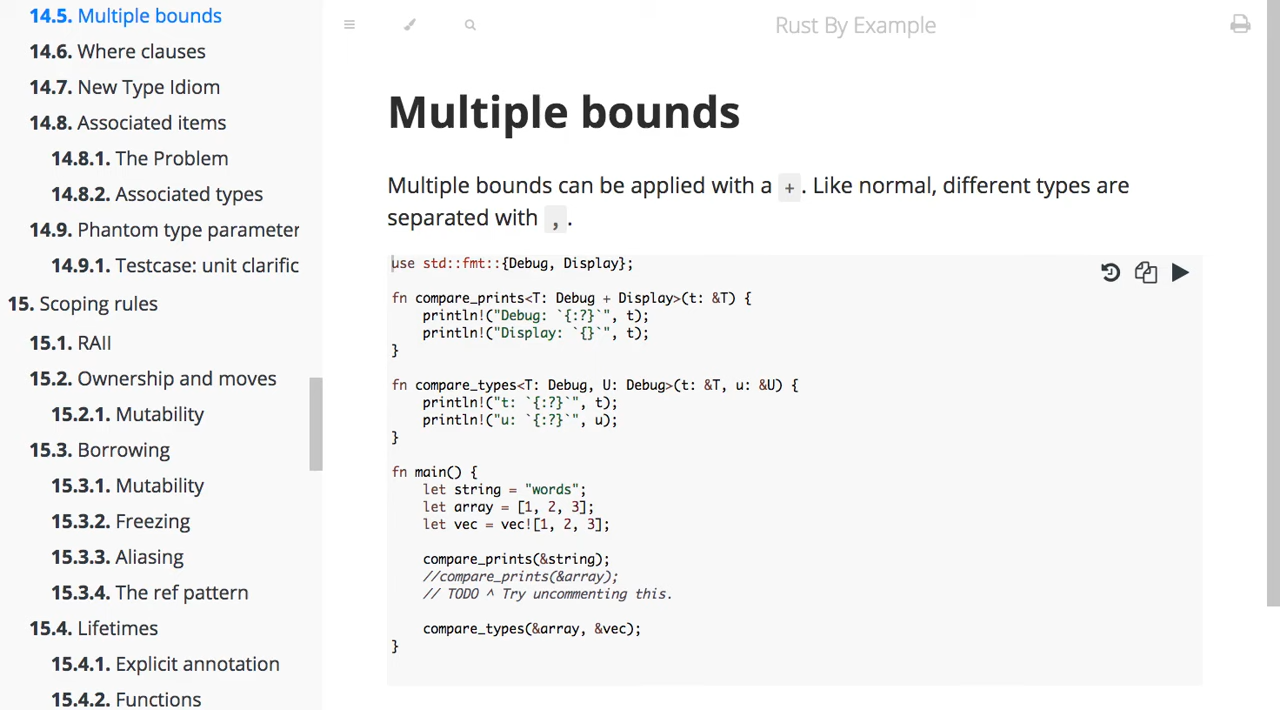 14.5. Multiple bounds
14.6. Where clauses
14.7. New Type Idiom
14.8. Associated items
14.8.1. The Problem
14.8.2. Associated types
14.9. Phantom type parameter
14.9.1. Testcase: unit clarific
15. Scoping rules
15.1. RAII
15.2. Ownership and moves
15.2.1. Mutability
15.3. Borrowing
15.3.1. Mutability
15.3.2. Freezing
15.3.3. Aliasing
15.3.4. The ref pattern
15.4. Lifetimes
15.4.1. Explicit annotation
15.4.2. Functions
Rust By Example
Multiple bounds
Multiple bounds can be applied with a +. Like normal, different types are
separated with ,.
use std::fmt::{Debug, Display};
fn compare_prints<T: Debug + Display>(t: &T) {
    println!("Debug: `{:?}`", t);
    println!("Display: `{}`", t);
}
fn compare_types<T: Debug, U: Debug>(t: &T, u: &U) {
    println!("t: `{:?}`", t);
    println!("u: `{:?}`", u);
}
fn main() {
    let string = "words";
    let array = [1, 2, 3];
    let vec = vec![1, 2, 3];
    compare_prints(&string);
    //compare_prints(&array);
    // TODO ^ Try uncommenting this.
    compare_types(&array, &vec);
}